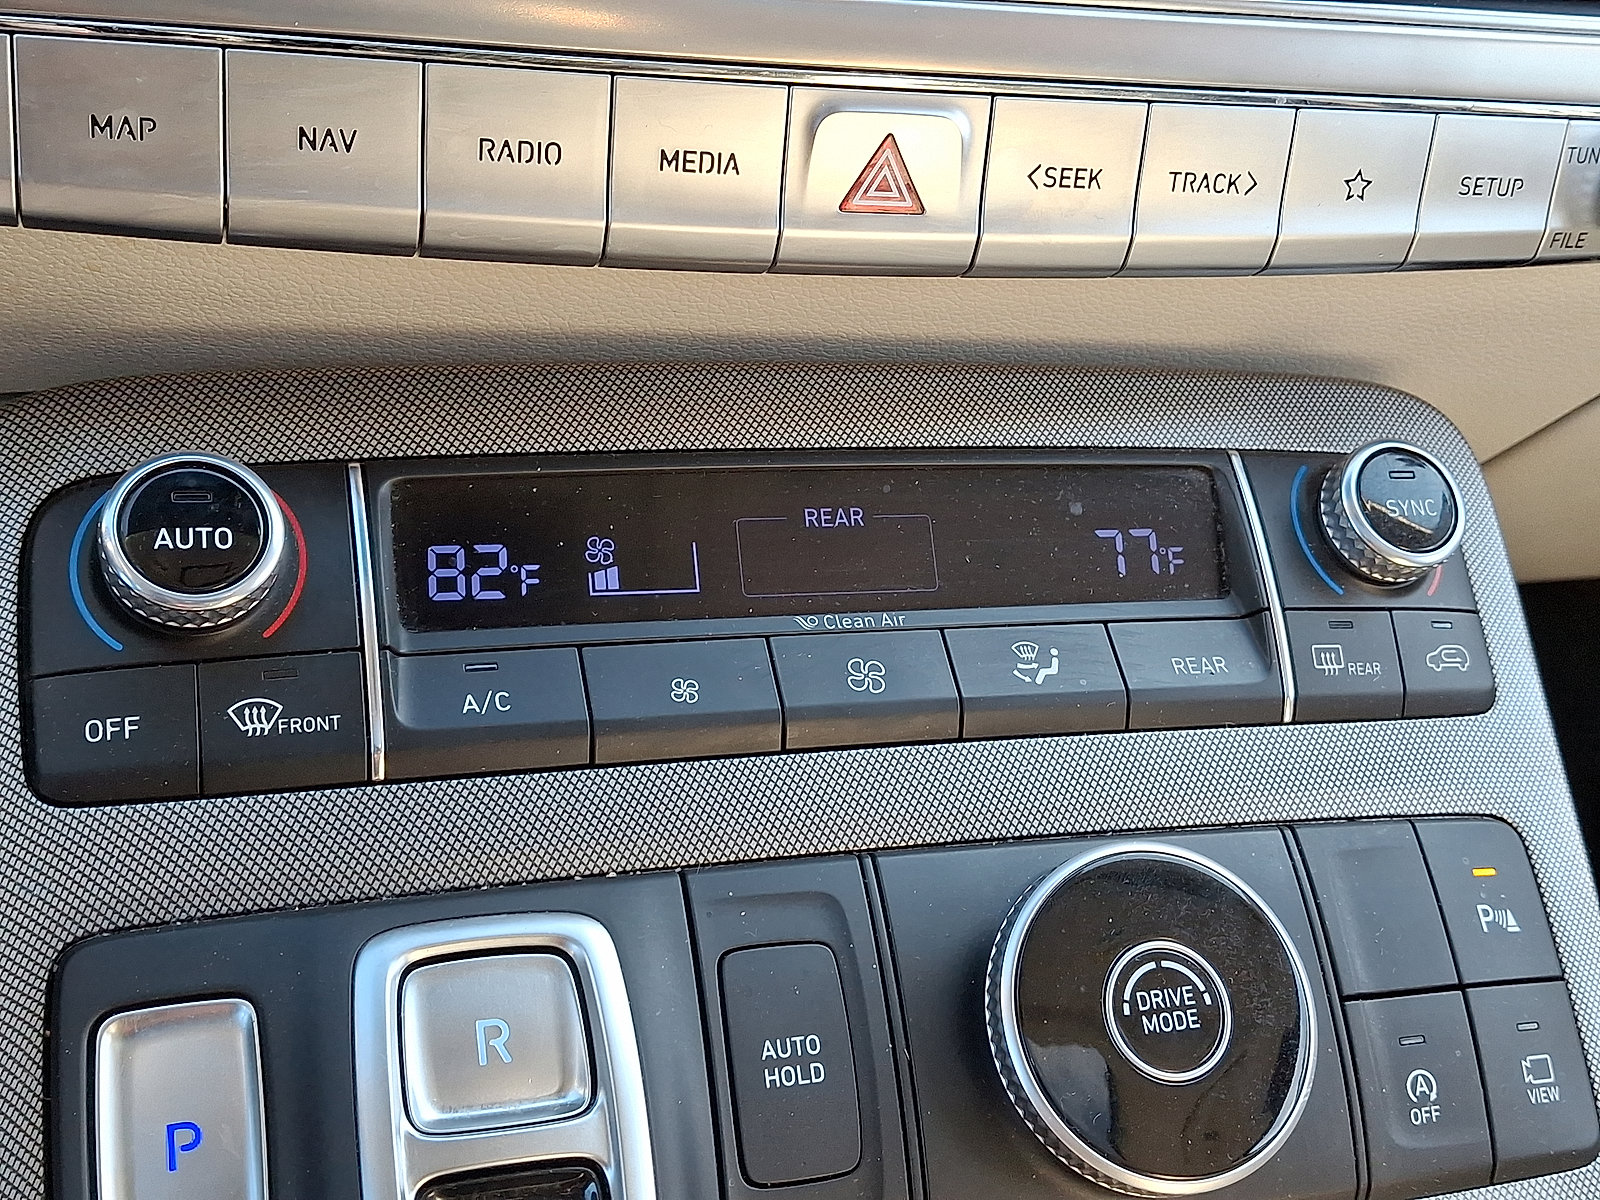 MAP
NAV
RADIO
MEDIA
<SEEK
TRACK>
SETUP
TUN
FILE
AUTO
82°F
REAR
77°F
SYNC
Clean Air
OFF
FRONT
A/C
REAR
REAR
P
R
AUTO
HOLD
DRIVE
MODE
P
A
OFF
VIEW